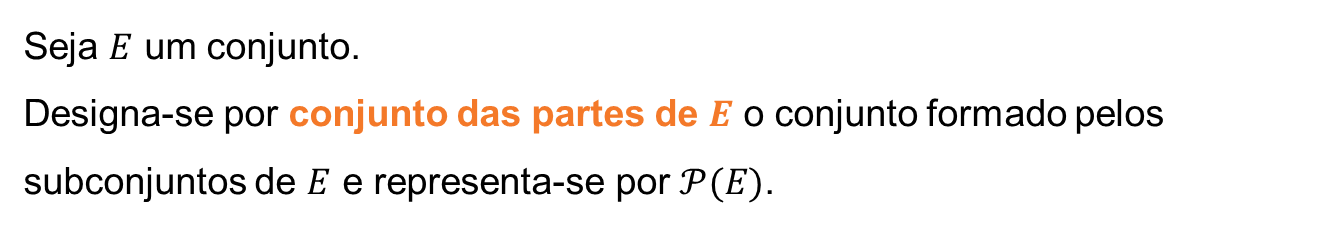 Seja E um conjunto.
Designa-se por conjunto das partes de E o conjunto formado pelos
subconjuntos de E e representa-se por 𝒫(E).